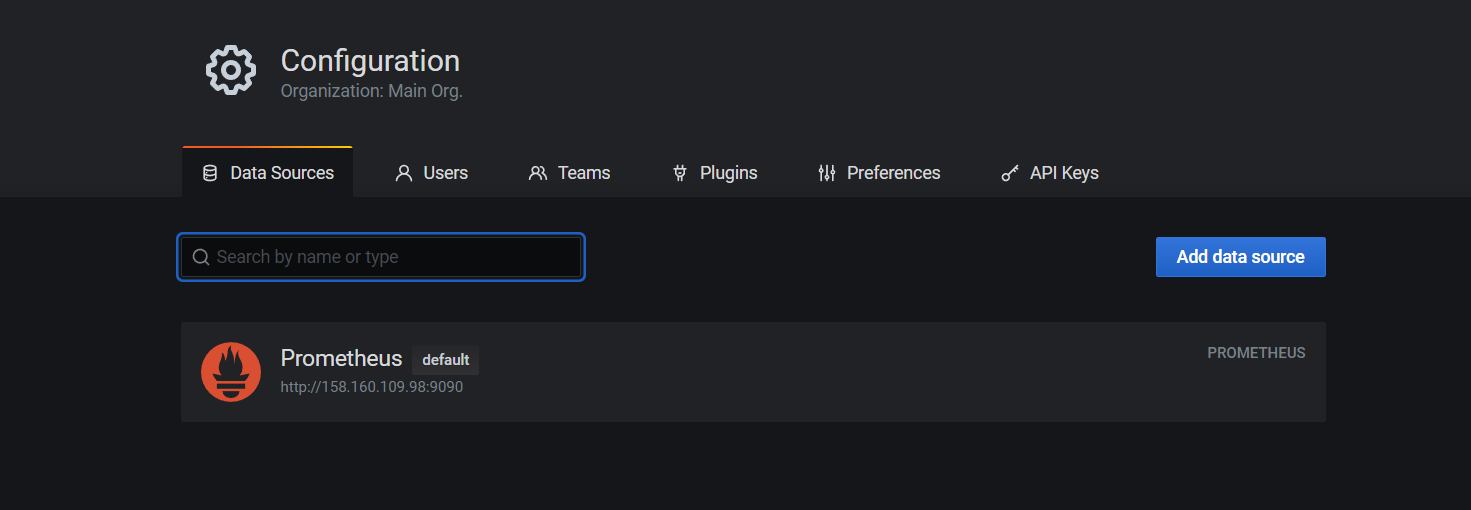 Configuration
Organization: Main Org.
Data Sources Users Teams Plugins Preferences API Keys
Search by name or type Add data source
Prometheus default PROMETHEUS
http://158.160.109.98:9090